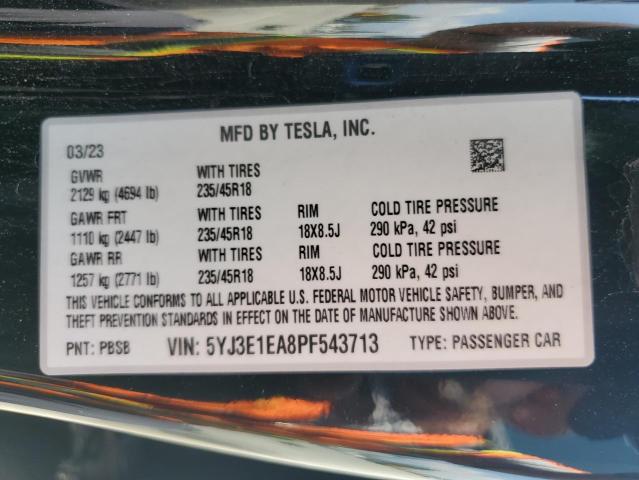 MFD BY TESLA, INC.
03/23
GVWR WITH TIRES
2129 kg (4694 lb) 235/45R18
GAWR FRT WITH TIRES RIM COLD TIRE PRESSURE
1110 kg (2447 lb) 235/45R18 18X8.5J 290 kPa, 42 psi
GAWR RR WITH TIRES RIM COLD TIRE PRESSURE
1257 kg (2771 lb) 235/45R18 18X8.5J 290 kPa, 42 psi
THIS VEHICLE CONFORMS TO ALL APPLICABLE U.S. FEDERAL MOTOR VEHICLE SAFETY, BUMPER, AND
THEFT PREVENTION STANDARDS IN EFFECT ON THE DATE OF MANUFACTURE SHOWN ABOVE.
PNT: PBSB VIN: 5YJ3E1EA8PF543713 TYPE: PASSENGER CAR